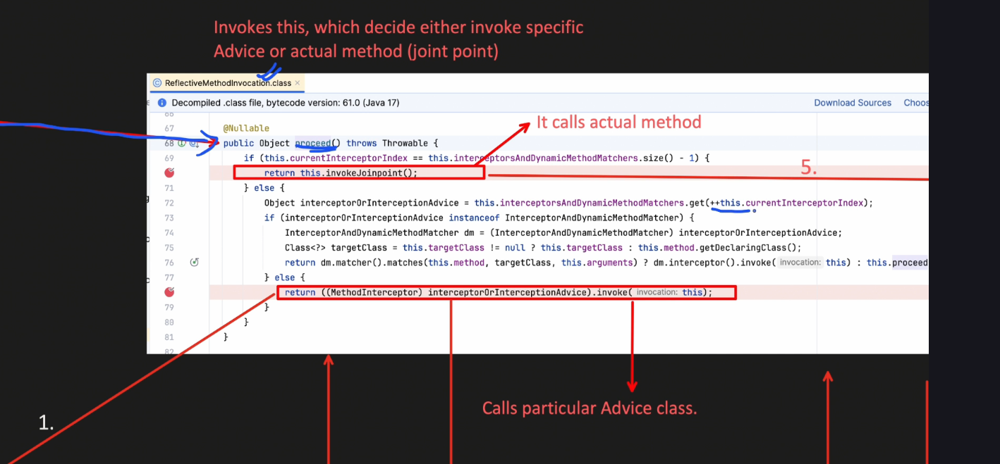 Invokes this, which decide either invoke specific
Advice or actual method (joint point)
ReflectiveMethodInvocation.class
Decompiled .class file, bytecode version: 61.0 (Java 17) Download Sources Choos
66
67 @Nullable
68 public Object proceed() throws Throwable {
It calls actual method
69 if (this.currentInterceptorIndex == this.interceptorsAndDynamicMethodMatchers.size() - 1) {
return this.invokeJoinpoint();
5.
71 } else {
72 Object interceptorOrInterceptionAdvice = this.interceptorsAndDynamicMethodMatchers.get(++this.currentInterceptorIndex);
73 if (interceptorOrInterceptionAdvice instanceof InterceptorAndDynamicMethodMatcher) {
74 InterceptorAndDynamicMethodMatcher dm = (InterceptorAndDynamicMethodMatcher) interceptorOrInterceptionAdvice;
75 Class<?> targetClass = this.targetClass != null ? this.targetClass : this.method.getDeclaringClass();
76 return dm.matcher().matches(this.method, targetClass, this.arguments) ? dm.interceptor().invoke( invocation: this) : this.proceed
77 } else {
return ((MethodInterceptor) interceptorOrInterceptionAdvice).invoke( invocation: this);
79 }
80 }
81 }
82
Calls particular Advice class.
1.